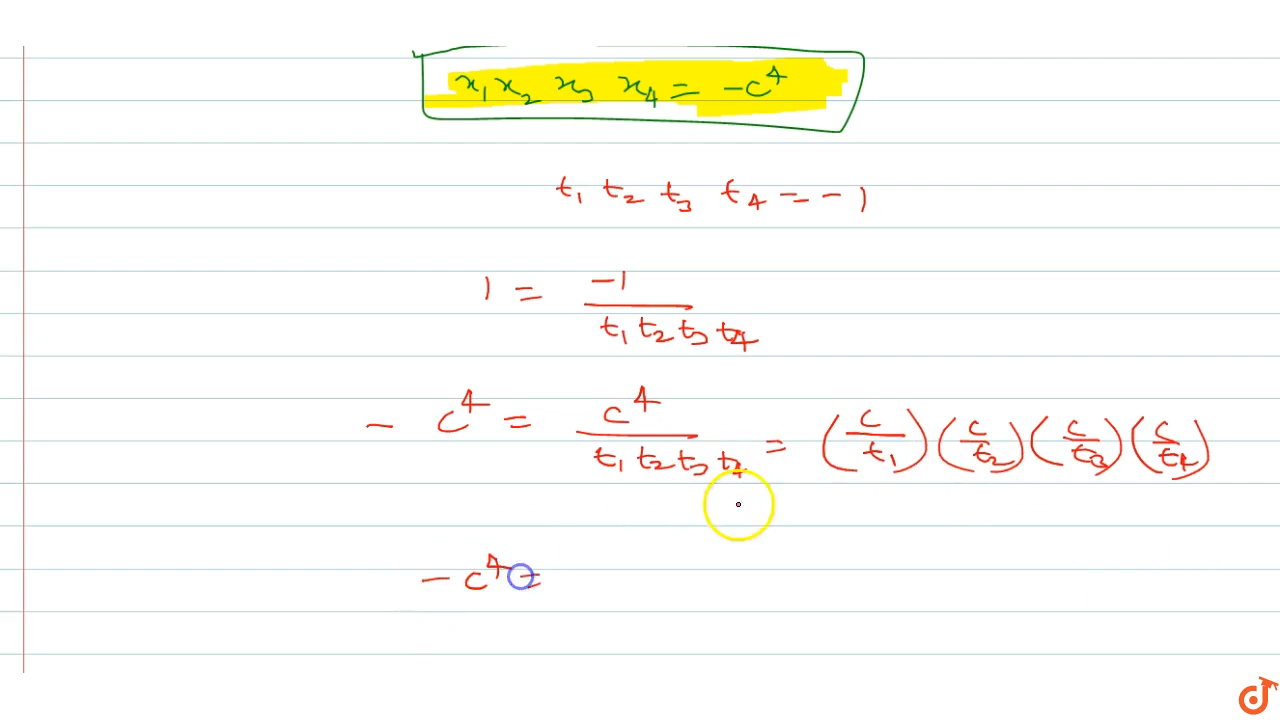 x₁ x₂ x₃ x₄ = -c⁴
t₁ t₂ t₃ t₄ = -1
1 = -1 / t₁ t₂ t₃ t₄
- c⁴ = c⁴ / t₁ t₂ t₃ t₄ = (c/t₁) (c/t₂) (c/t₃) (c/t₄)
- c⁴ =